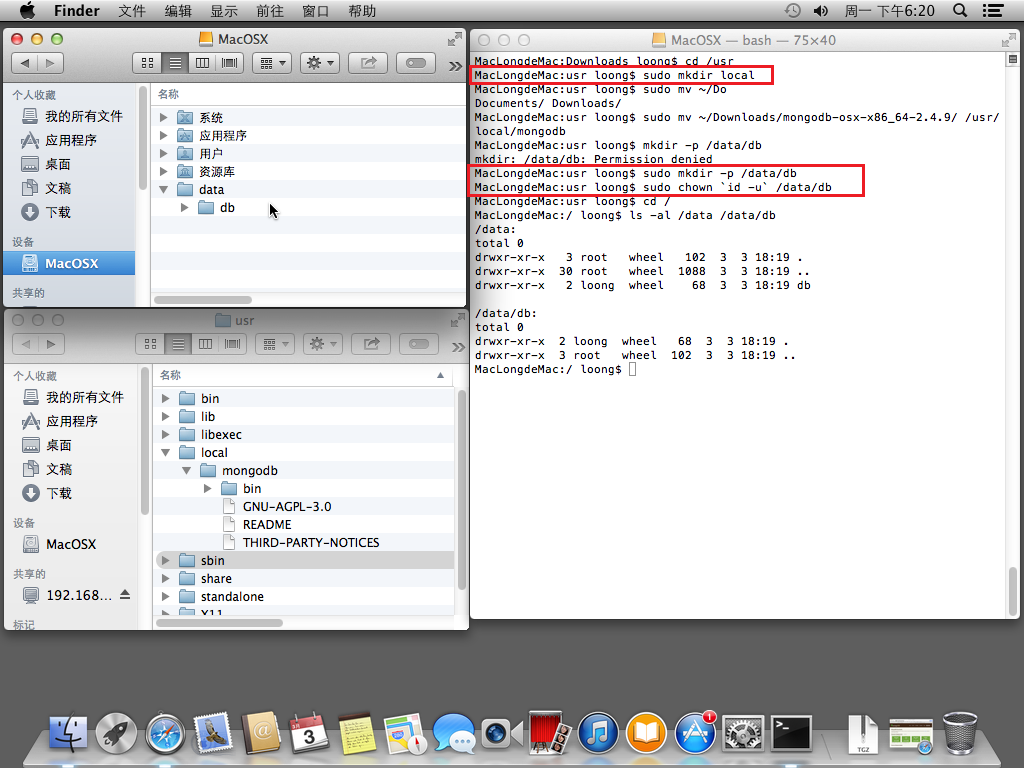 Finder 文件 编辑 显示 前往 窗口 帮助 周一 下午6:20
MacOSX
个人收藏
我的所有文件
应用程序
桌面
文稿
下载
设备
MacOSX
共享的
名称
系统
应用程序
用户
资源库
data
db
usr
个人收藏
我的所有文件
应用程序
桌面
文稿
下载
设备
MacOSX
共享的
192.168...
标记
名称
bin
lib
libexec
local
mongodb
bin
GNU-AGPL-3.0
README
THIRD-PARTY-NOTICES
sbin
share
standalone
X11
MacOSX — bash — 75×40
MacLongdeMac:Downloads loong$ cd /usr
MacLongdeMac:usr loong$ sudo mkdir local
MacLongdeMac:usr loong$ sudo mv ~/Do
Documents/ Downloads/
MacLongdeMac:usr loong$ sudo mv ~/Downloads/mongodb-osx-x86_64-2.4.9/ /usr/
local/mongodb
MacLongdeMac:usr loong$ mkdir -p /data/db
mkdir: /data/db: Permission denied
MacLongdeMac:usr loong$ sudo mkdir -p /data/db
MacLongdeMac:usr loong$ sudo chown `id -u` /data/db
MacLongdeMac:usr loong$ cd /
MacLongdeMac:/ loong$ ls -al /data /data/db
/data:
total 0
drwxr-xr-x   3 root   wheel   102  3  3 18:19 .
drwxr-xr-x  30 root   wheel  1088  3  3 18:19 ..
drwxr-xr-x   2 loong  wheel    68  3  3 18:19 db
/data/db:
total 0
drwxr-xr-x  2 loong  wheel   68  3  3 18:19 .
drwxr-xr-x  3 root   wheel  102  3  3 18:19 ..
MacLongdeMac:/ loong$
3
1
TGZ